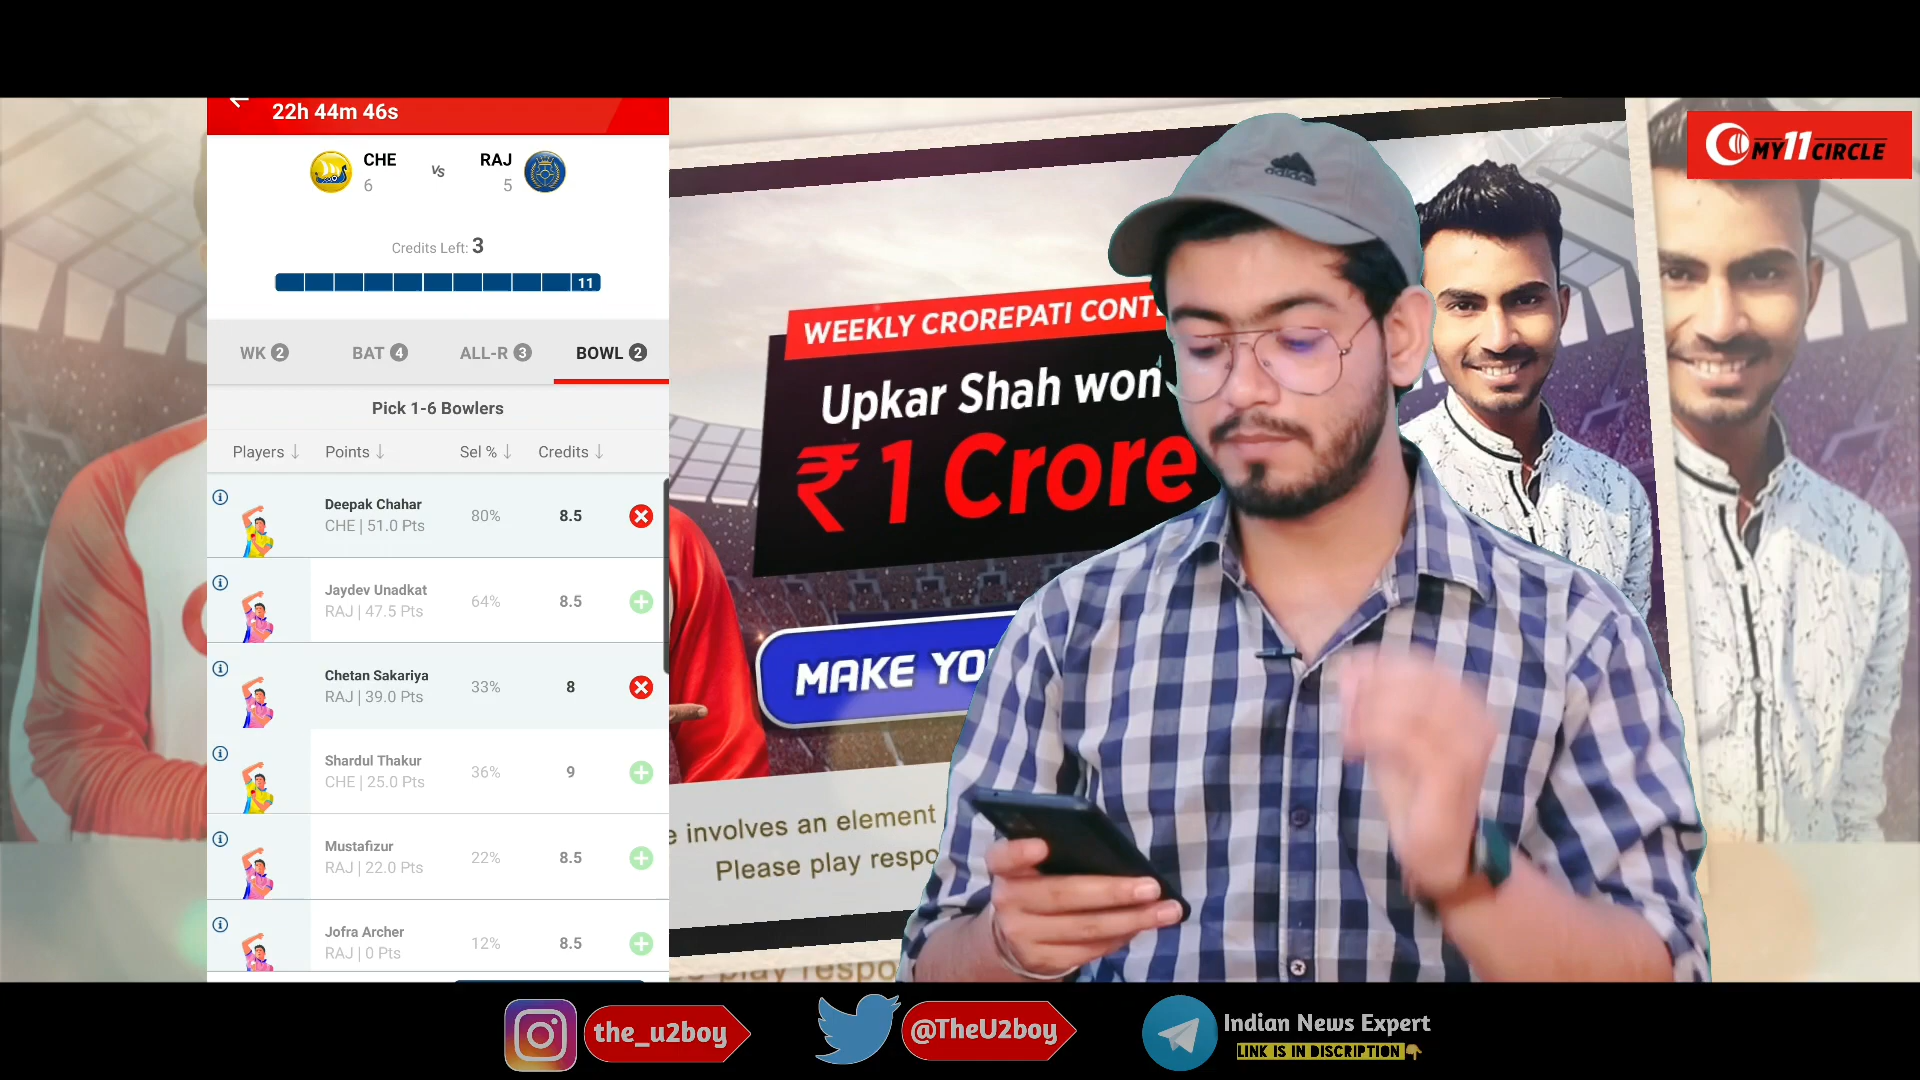 22h 44m 46s
CHE
6
VS
RAJ
5
Credits Left: 3
11
WK 2
BAT 4
ALL-R 3
BOWL 2
Pick 1-6 Bowlers
Players ↓ Points ↓ Sel % ↓ Credits ↓
Deepak Chahar
CHE | 51.0 Pts 80% 8.5
Jaydev Unadkat
RAJ | 47.5 Pts 64% 8.5
Chetan Sakariya
RAJ | 39.0 Pts 33% 8
Shardul Thakur
CHE | 25.0 Pts 36% 9
Mustafizur
RAJ | 22.0 Pts 22% 8.5
Jofra Archer
RAJ | 0 Pts 12% 8.5
WEEKLY CROREPATI CONT
Upkar Shah won
₹ 1 Crore
MAKE YO
involves an element
Please play respo
play respo
adidas
MY11CIRCLE
the_u2boy
@TheU2boy
Indian News Expert
LINK IS IN DISCRIPTION